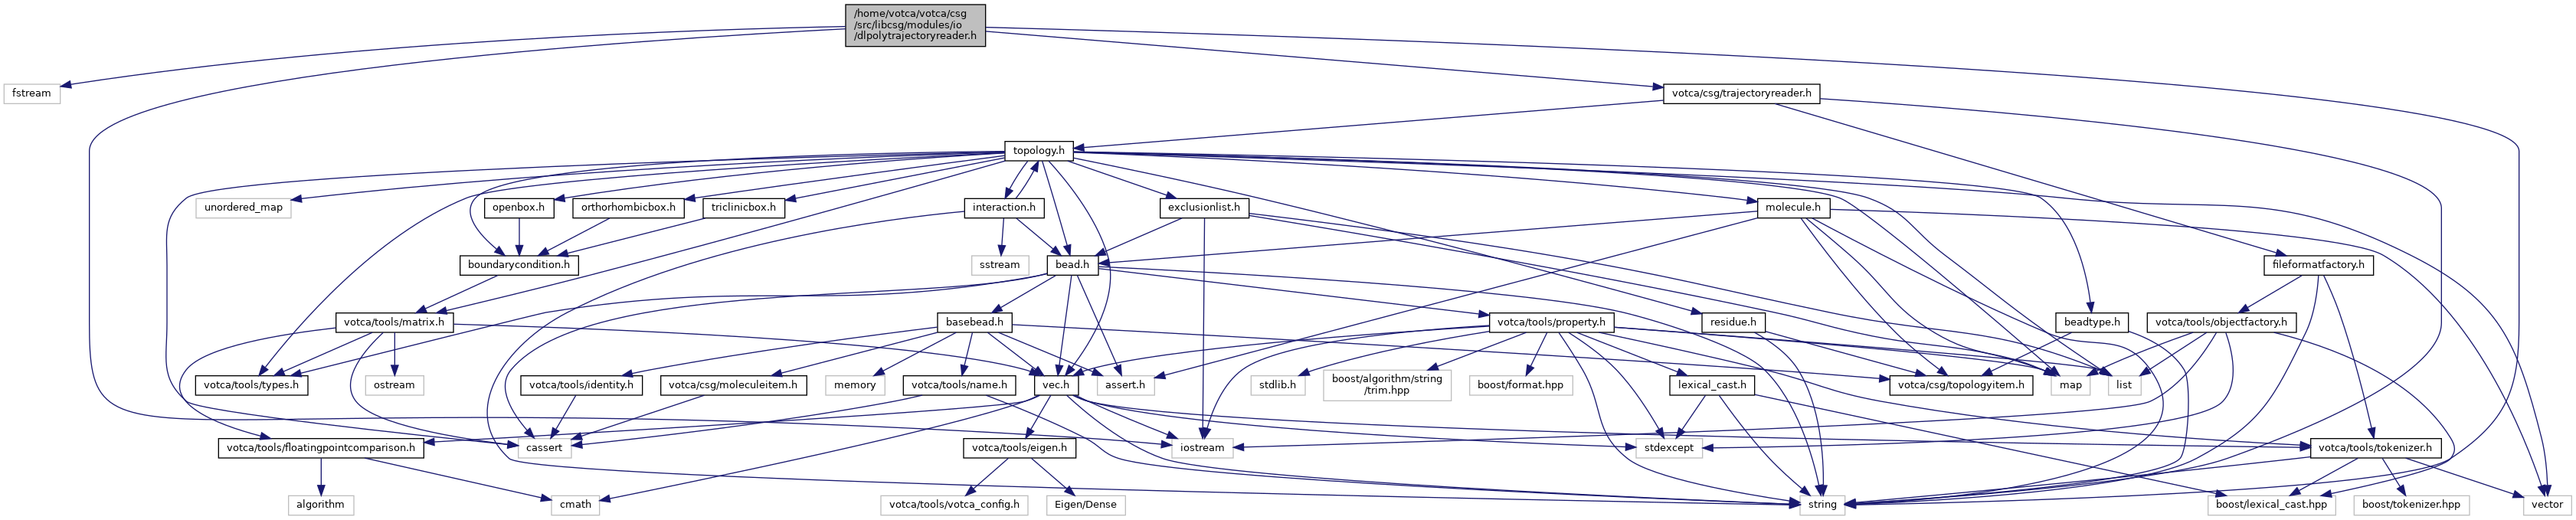 /home/votca/votca/csg
/src/libcsg/modules/io
/dlpolytrajectoryreader.h
fstream
votca/csg/trajectoryreader.h
topology.h
unordered_map
openbox.h
orthorhombicbox.h
triclinicbox.h
interaction.h
exclusionlist.h
molecule.h
boundarycondition.h
sstream
bead.h
fileformatfactory.h
votca/tools/matrix.h
basebead.h
votca/tools/property.h
residue.h
beadtype.h
votca/tools/objectfactory.h
votca/tools/types.h
ostream
votca/tools/identity.h
votca/csg/moleculeitem.h
memory
votca/tools/name.h
vec.h
assert.h
stdlib.h
boost/algorithm/string
/trim.hpp
boost/format.hpp
lexical_cast.h
votca/csg/topologyitem.h
map
list
votca/tools/floatingpointcomparison.h
cassert
votca/tools/eigen.h
iostream
stdexcept
votca/tools/tokenizer.h
algorithm
cmath
votca/tools/votca_config.h
Eigen/Dense
string
boost/lexical_cast.hpp
boost/tokenizer.hpp
vector